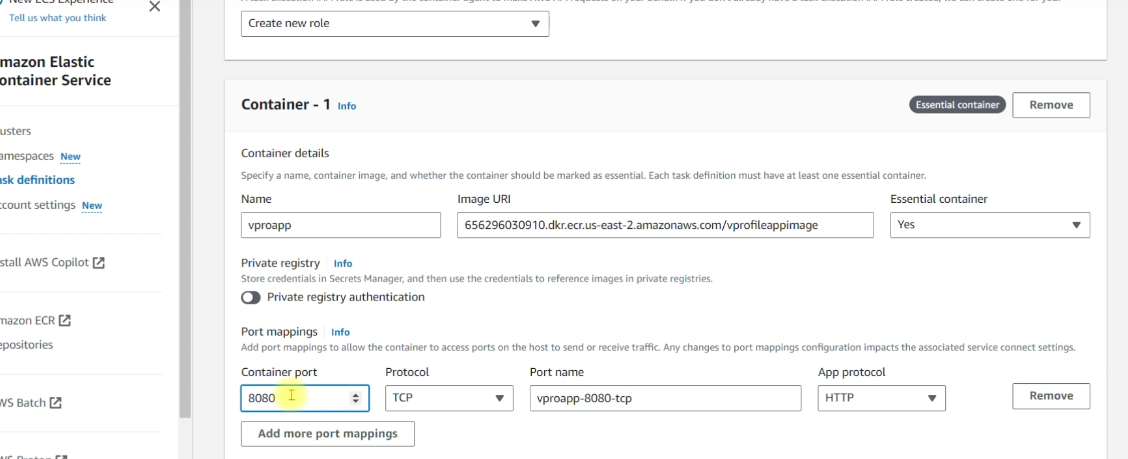 New ECS Experience
Tell us what you think
Create new role
mazon Elastic
ontainer Service
usters
amespaces New
ask definitions
ccount settings New
stall AWS Copilot
mazon ECR
epositories
WS Batch
Container - 1 Info
Essential container
Remove
Container details
Specify a name, container image, and whether the container should be marked as essential. Each task definition must have at least one essential container.
Name Image URI Essential container
vproapp 656296030910.dkr.ecr.us-east-2.amazonaws.com/vprofileappimage Yes
Private registry Info
Store credentials in Secrets Manager, and then use the credentials to reference images in private registries.
Private registry authentication
Port mappings Info
Add port mappings to allow the container to access ports on the host to send or receive traffic. Any changes to port mappings configuration impacts the associated service connect settings.
Container port Protocol Port name App protocol
8080 TCP vproapp-8080-tcp HTTP Remove
Add more port mappings